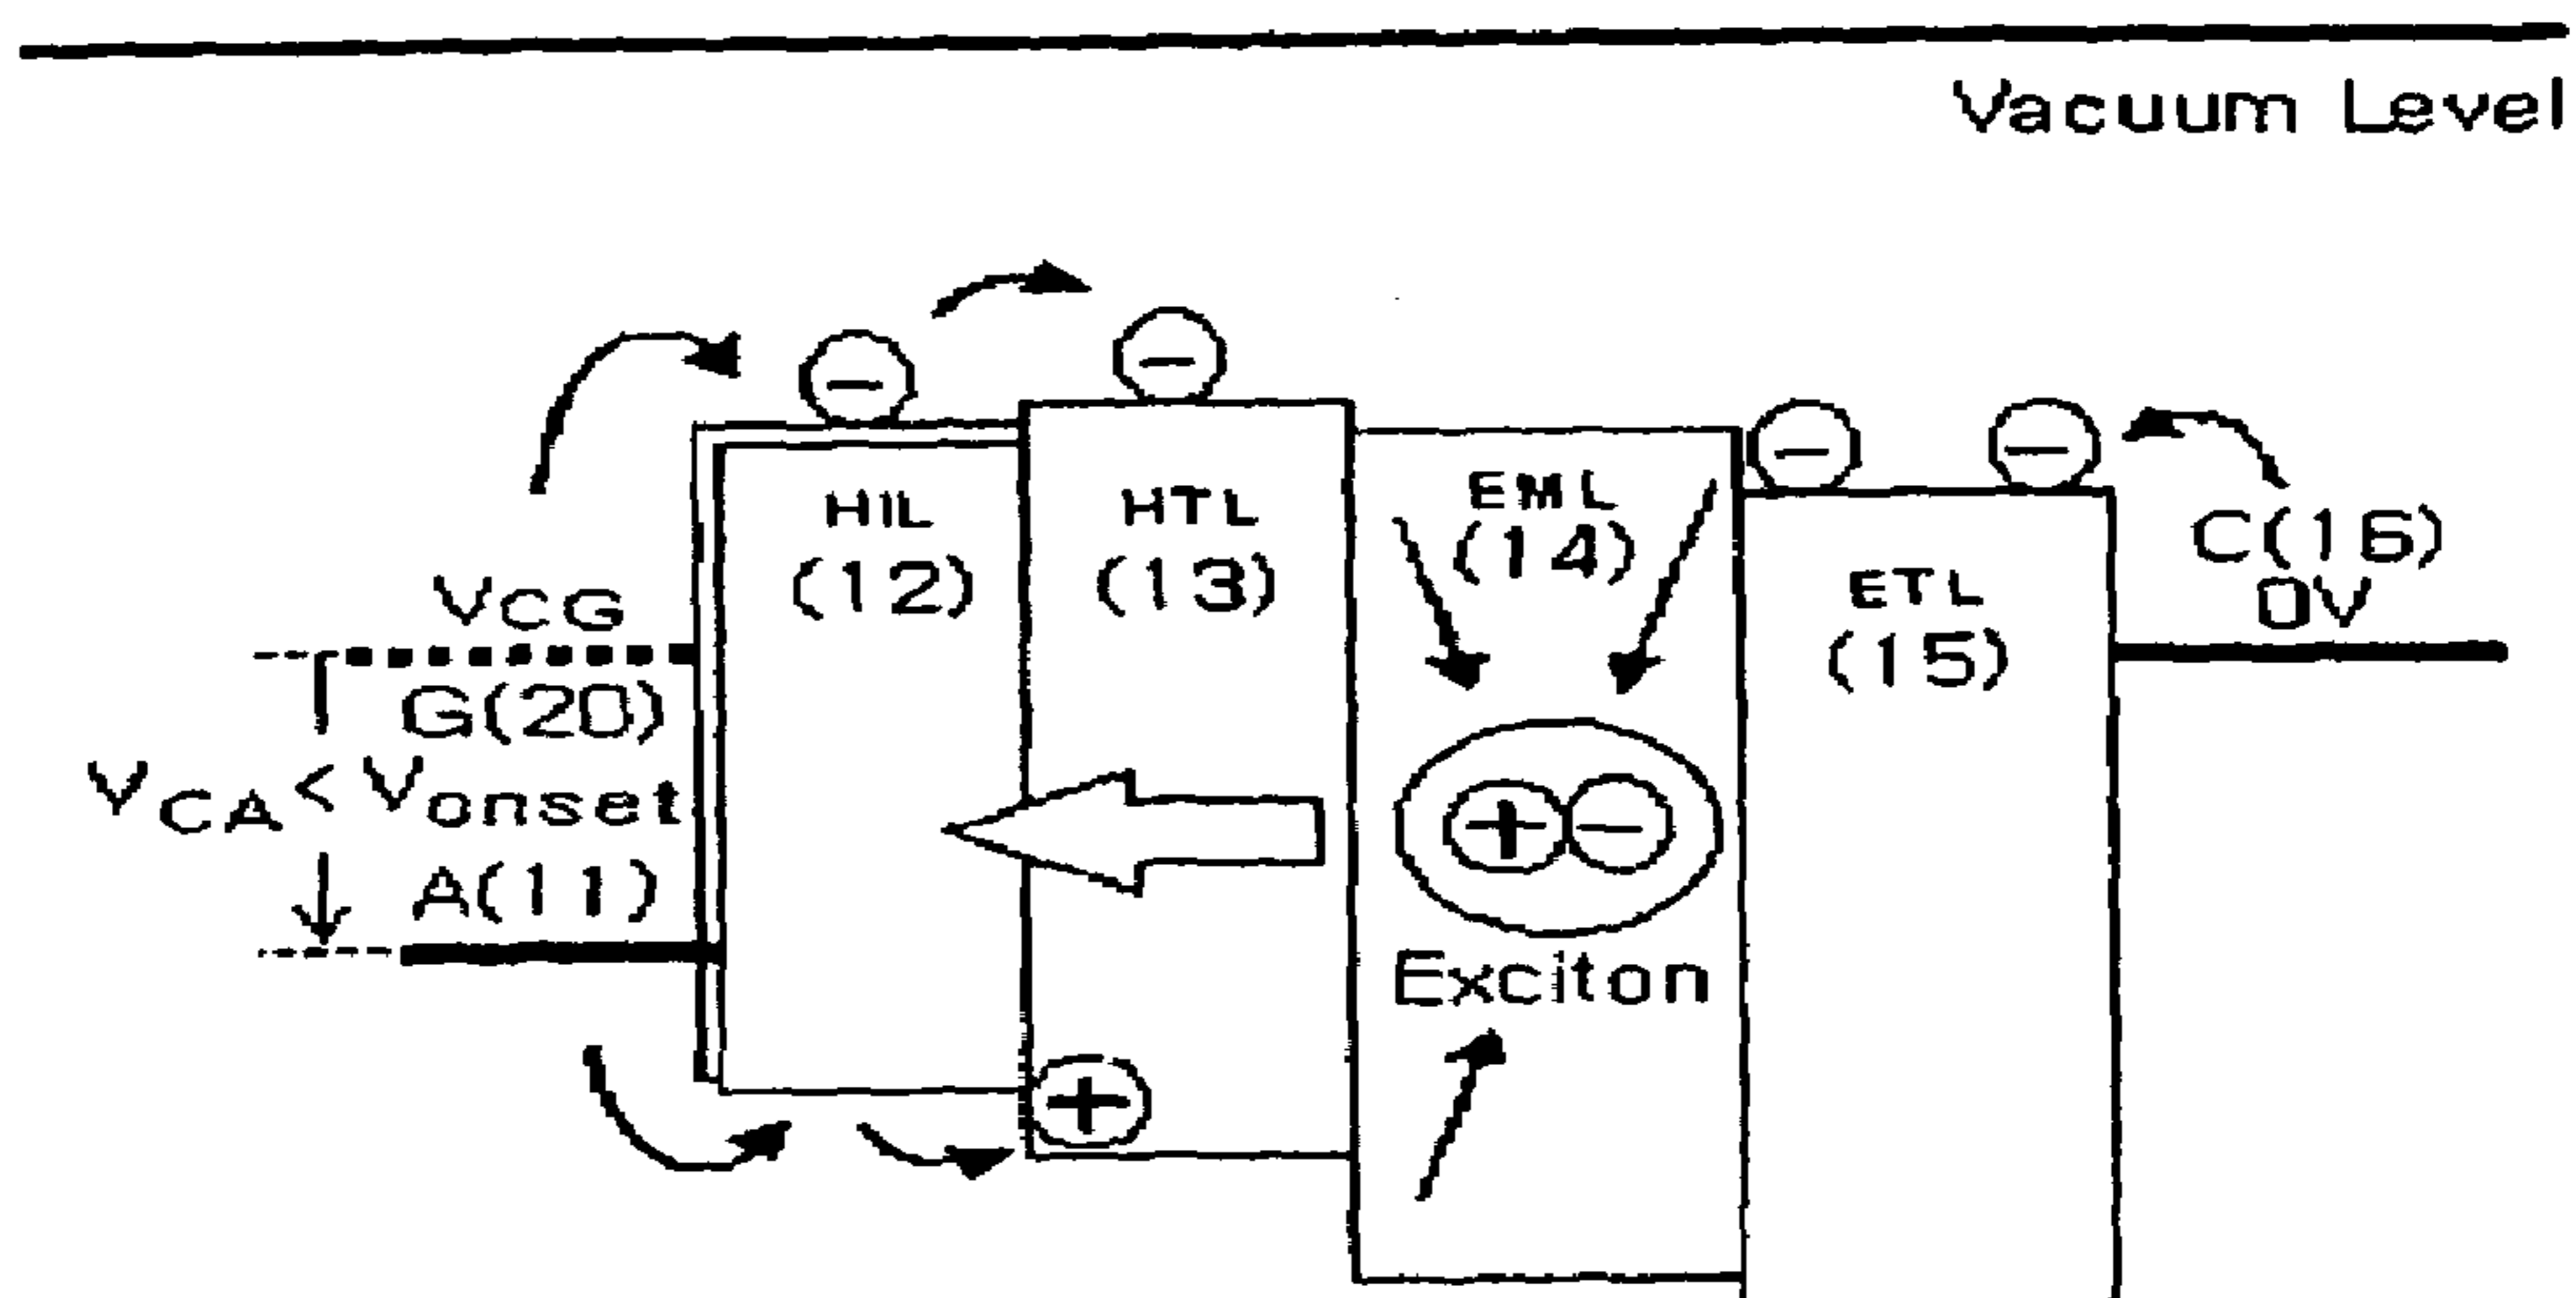 Vacuum Level
HIL
(12)
HTL
(13)
EML
(14)
ETL
(15)
C(16)
0V
VCG
G(20)
VCA < Vonset
A(11)
Exciton